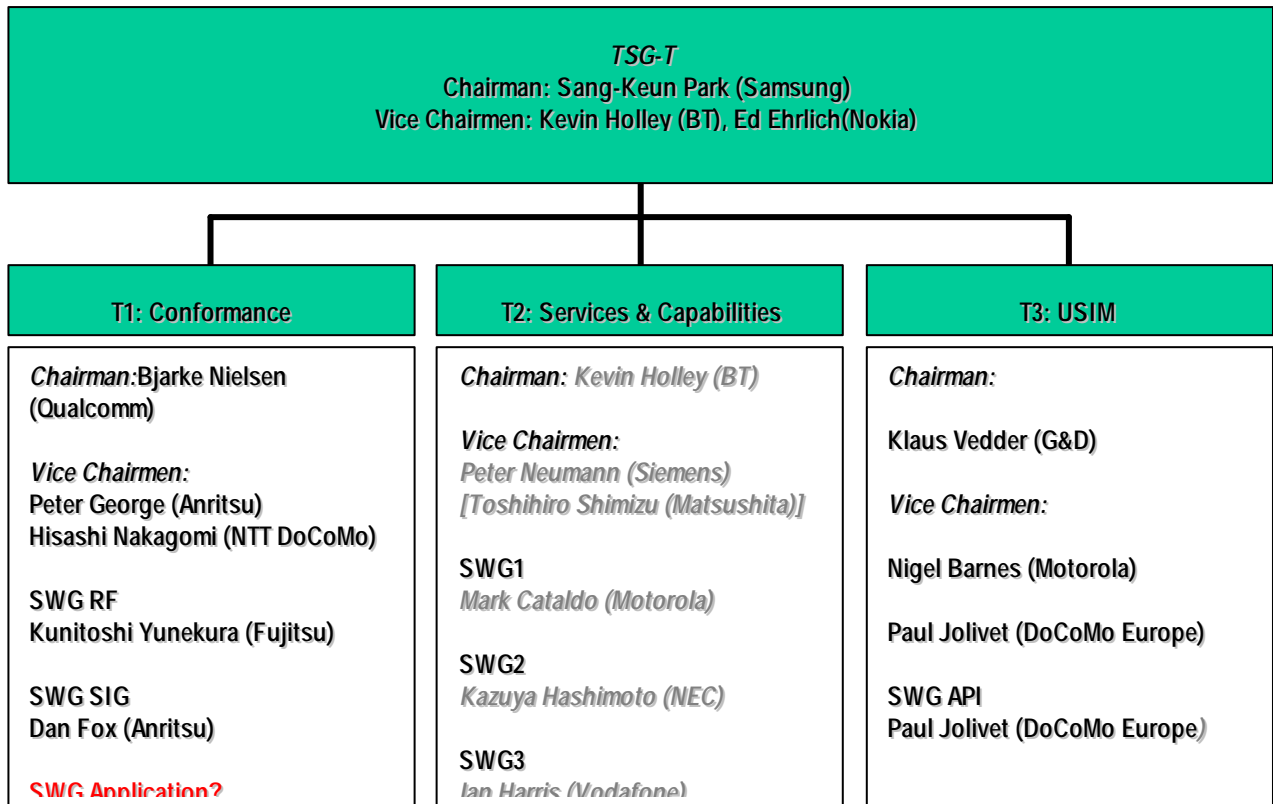 TSG-T
Chairman: Sang-Keun Park (Samsung)
Vice Chairmen: Kevin Holley (BT), Ed Ehrlich(Nokia)
T1: Conformance
Chairman:Bjarke Nielsen
(Qualcomm)
Vice Chairmen:
Peter George (Anritsu)
Hisashi Nakagomi (NTT DoCoMo)
SWG RF
Kunitoshi Yunekura (Fujitsu)
SWG SIG
Dan Fox (Anritsu)
SWG Application?
T2: Services & Capabilities
Chairman: Kevin Holley (BT)
Vice Chairmen:
Peter Neumann (Siemens)
[Toshihiro Shimizu (Matsushita)]
SWG1
Mark Cataldo (Motorola)
SWG2
Kazuya Hashimoto (NEC)
SWG3
Ian Harris (Vodafone)
T3: USIM
Chairman:
Klaus Vedder (G&D)
Vice Chairmen:
Nigel Barnes (Motorola)
Paul Jolivet (DoCoMo Europe)
SWG API
Paul Jolivet (DoCoMo Europe)